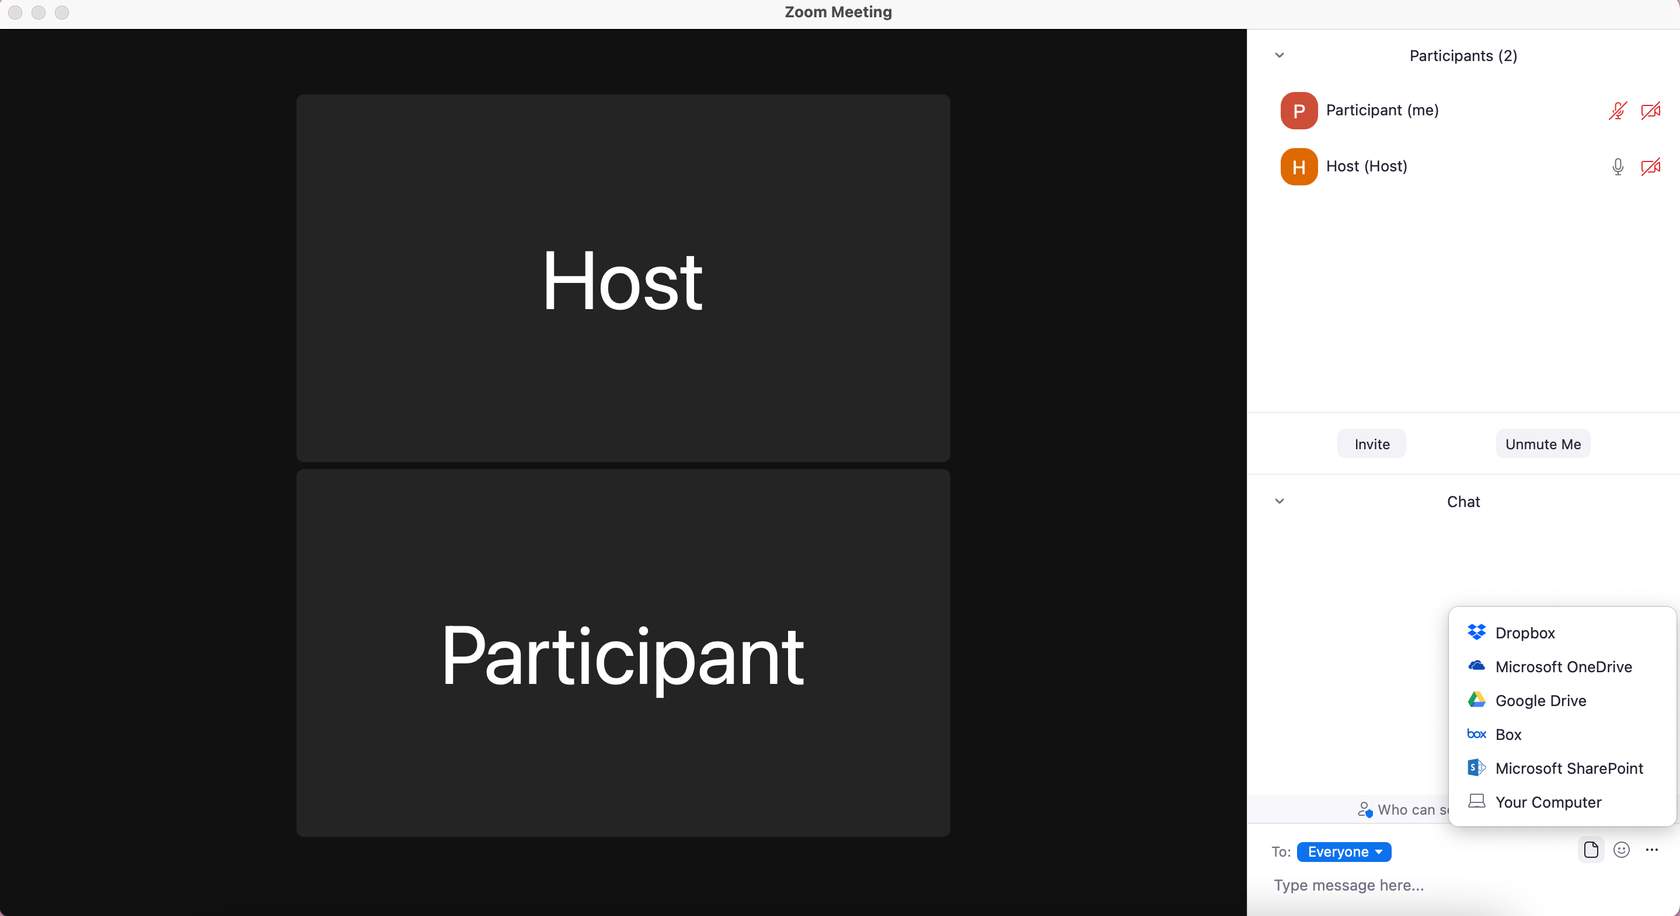 Zoom Meeting
Host
Participant
Participants (2)
P Participant (me)
H Host (Host)
Invite Unmute Me
Chat
Dropbox
Microsoft OneDrive
Google Drive
box Box
S Microsoft SharePoint
Your Computer
Who can
To: Everyone
Type message here...